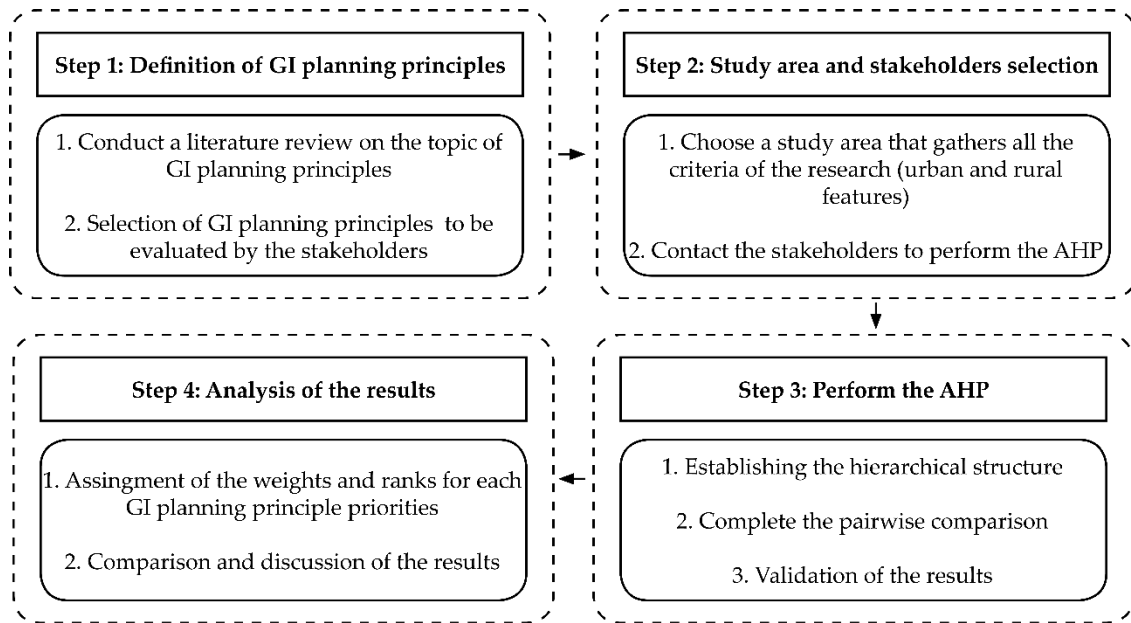 Step 1: Definition of GI planning principles
1. Conduct a literature review on the topic of
GI planning principles
2. Selection of GI planning principles to be
evaluated by the stakeholders
Step 2: Study area and stakeholders selection
1. Choose a study area that gathers all the
criteria of the research (urban and rural
features)
2. Contact the stakeholders to perform the AHP
Step 3: Perform the AHP
1. Establishing the hierarchical structure
2. Complete the pairwise comparison
3. Validation of the results
Step 4: Analysis of the results
1. Assingment of the weights and ranks for each
GI planning principle priorities
2. Comparison and discussion of the results